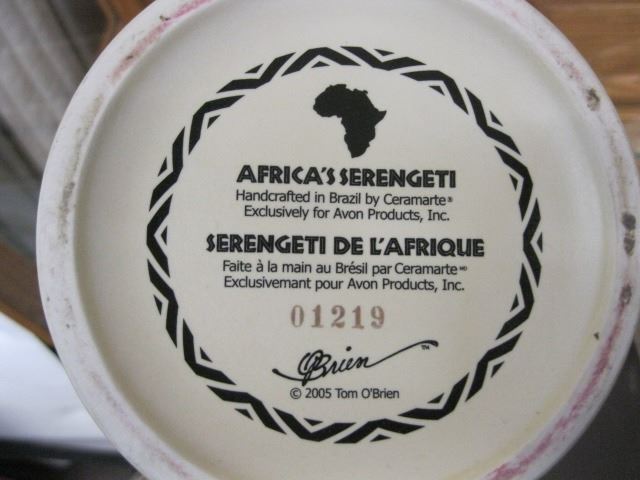 AFRICA'S SERENGETI
Handcrafted in Brazil by Ceramarte®
Exclusively for Avon Products, Inc.
SERENGETI DE L'AFRIQUE
Faite à la main au Brésil par Ceramarte MD
Exclusivemant pour Avon Products, Inc.
01219
O'Brien ™
© 2005 Tom O'Brien